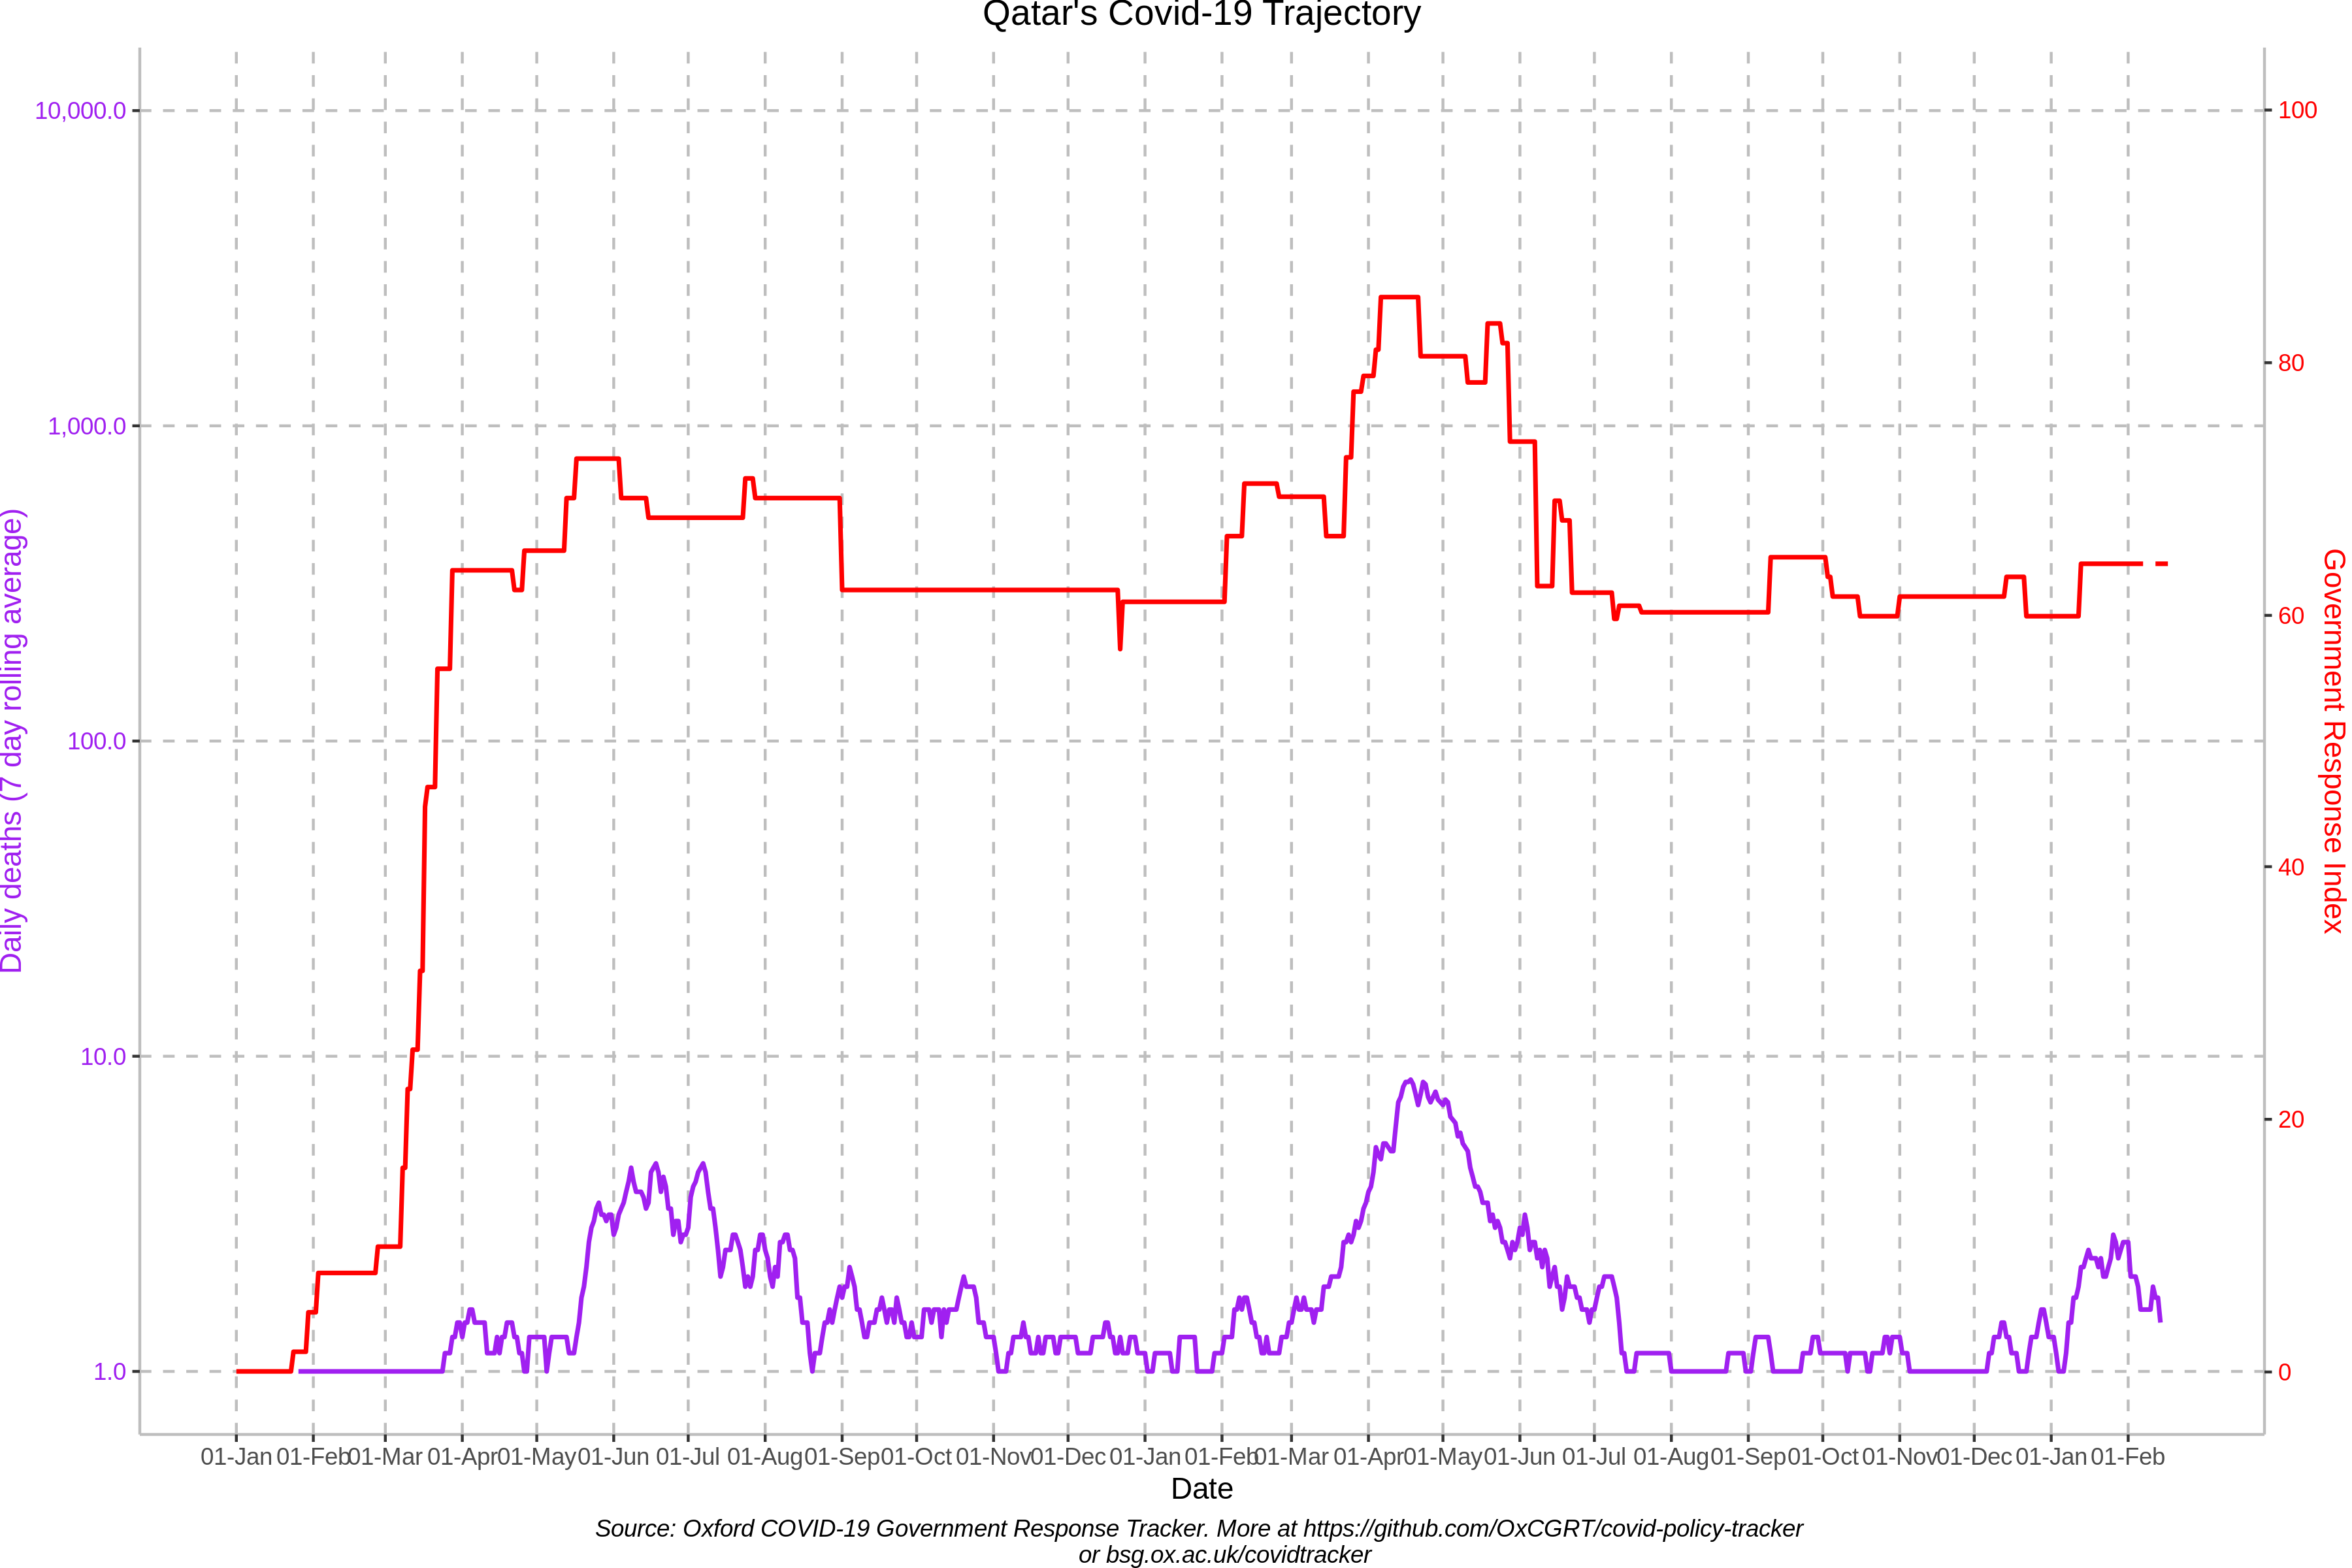 Qatar's Covid-19 Trajectory
10,000.0
1,000.0
100.0
10.0
1.0
Daily deaths (7 day rolling average)
100
80
60
40
20
0
Government Response Index
01-Jan 01-Feb 01-Mar 01-Apr 01-May 01-Jun 01-Jul 01-Aug 01-Sep 01-Oct 01-Nov 01-Dec 01-Jan 01-Feb 01-Mar 01-Apr 01-May 01-Jun 01-Jul 01-Aug 01-Sep 01-Oct 01-Nov 01-Dec 01-Jan 01-Feb
Date
Source: Oxford COVID-19 Government Response Tracker. More at https://github.com/OxCGRT/covid-policy-tracker
or bsg.ox.ac.uk/covidtracker